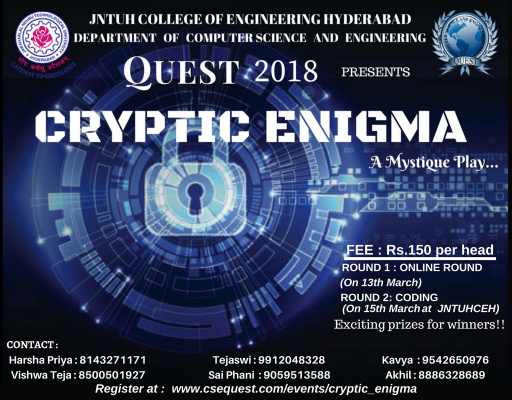 JNTUH COLLEGE OF ENGINEERING HYDERABAD
DEPARTMENT OF COMPUTER SCIENCE AND ENGINEERING
QUEST 2018 PRESENTS
CRYPTIC ENIGMA
A Mystique Play...
FEE : Rs.150 per head
ROUND 1 : ONLINE ROUND
(On 13th March)
ROUND 2: CODING
(On 15th March at JNTUHCEH)
Exciting prizes for winners!!
CONTACT :
Harsha Priya : 8143271171 Tejaswi : 9912048328 Kavya : 9542650976
Vishwa Teja : 8500501927 Sai Phani : 9059513588 Akhil : 8886328689
Register at : www.csequest.com/events/cryptic_enigma
QUEST